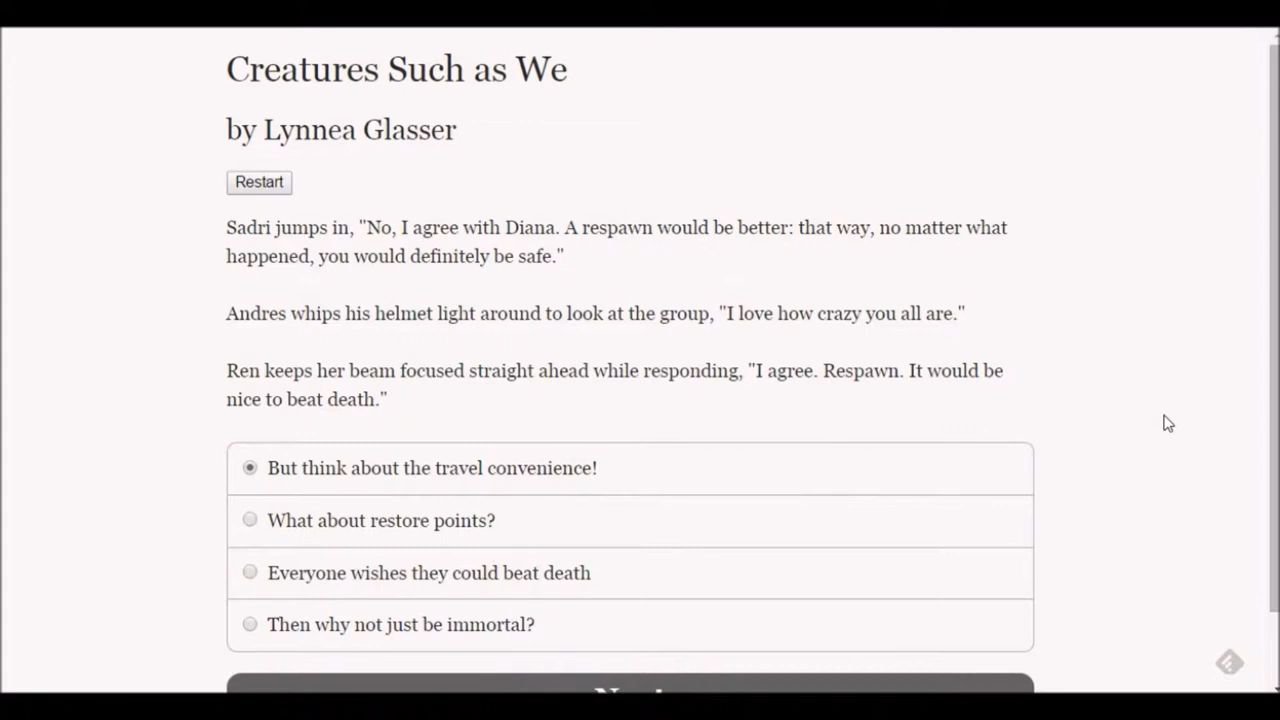 Creatures Such as We
by Lynnea Glasser
Restart
Sadri jumps in, "No, I agree with Diana. A respawn would be better: that way, no matter what
happened, you would definitely be safe."
Andres whips his helmet light around to look at the group, "I love how crazy you all are."
Ren keeps her beam focused straight ahead while responding, "I agree. Respawn. It would be
nice to beat death."
But think about the travel convenience!
What about restore points?
Everyone wishes they could beat death
Then why not just be immortal?